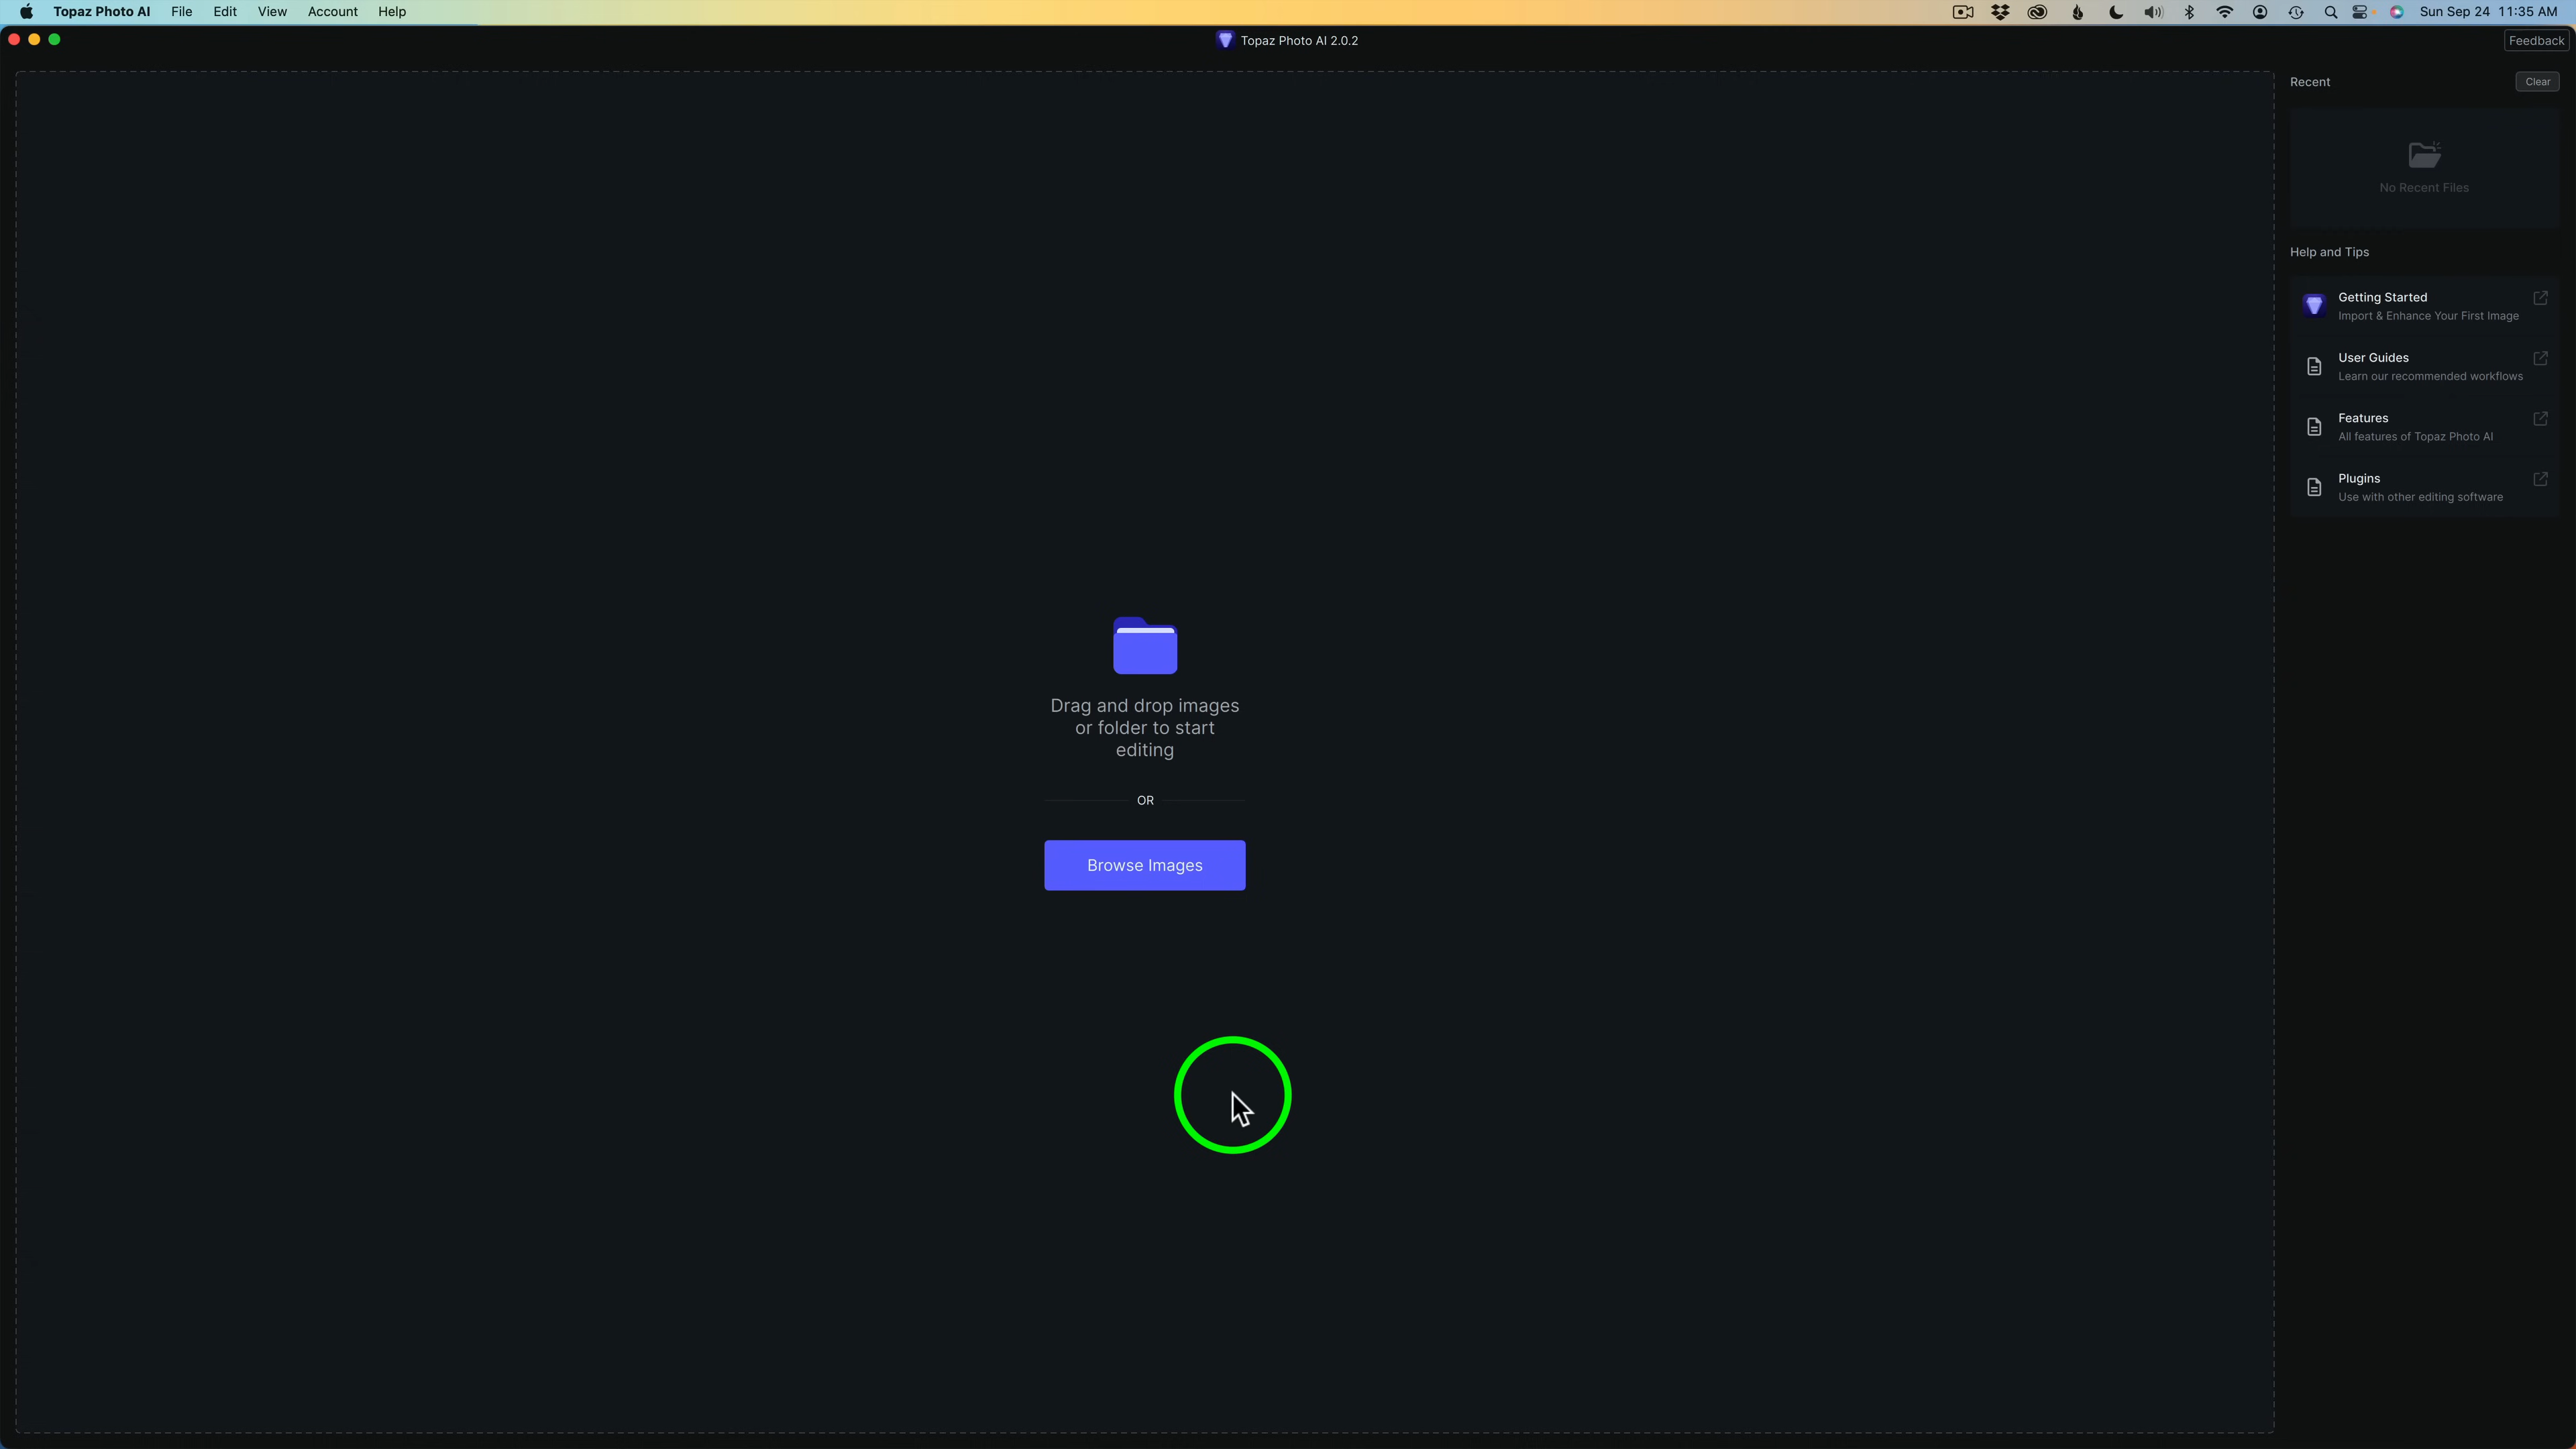 Topaz Photo AI File Edit View Account Help Sun Sep 24 11:35 AM
Topaz Photo AI 2.0.2
Feedback
Recent
Clear
No Recent Files
Help and Tips
Getting Started
Import & Enhance Your First Image
User Guides
Learn our recommended workflows
Features
All features of Topaz Photo AI
Plugins
Use with other editing software
Drag and drop images
or folder to start
editing
OR
Browse Images